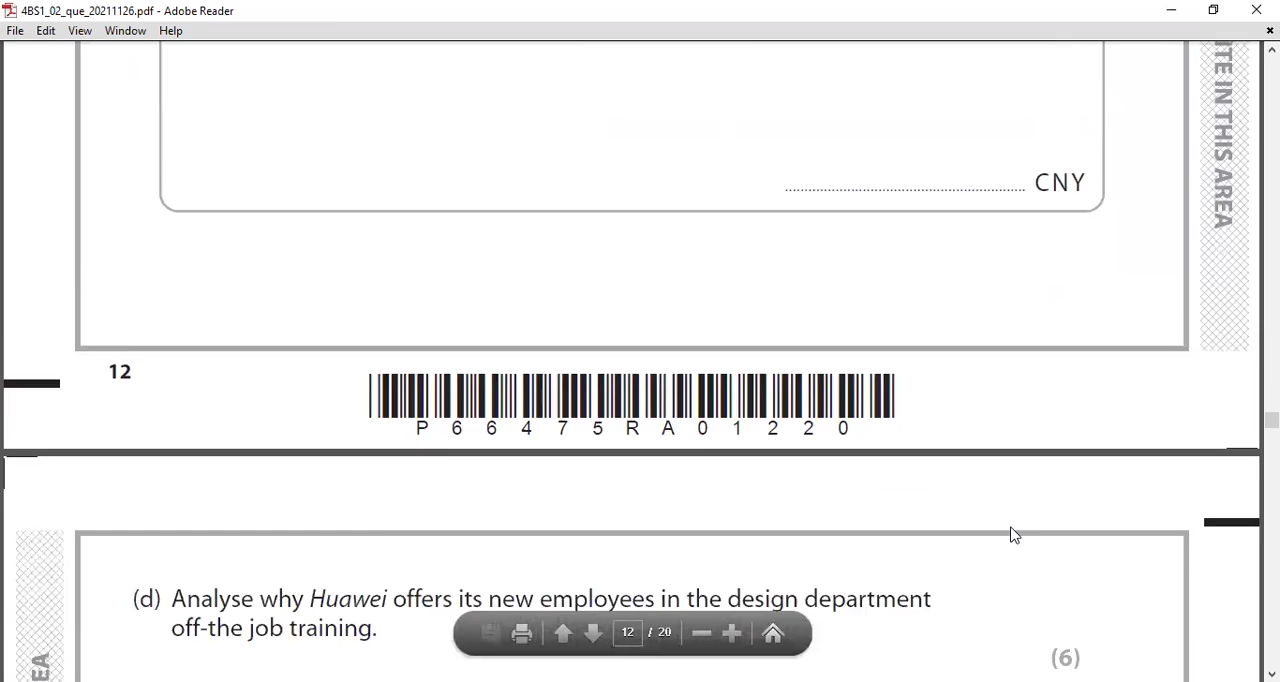 4BS1_02_que_20211126.pdf - Adobe Reader
File Edit View Window Help
TE IN THIS AREA
CNY
12
P 6 6 4 7 5 R A 0 1 2 2 0
(d) Analyse why Huawei offers its new employees in the design department
off-the job training.
12 / 20
(6)
EA